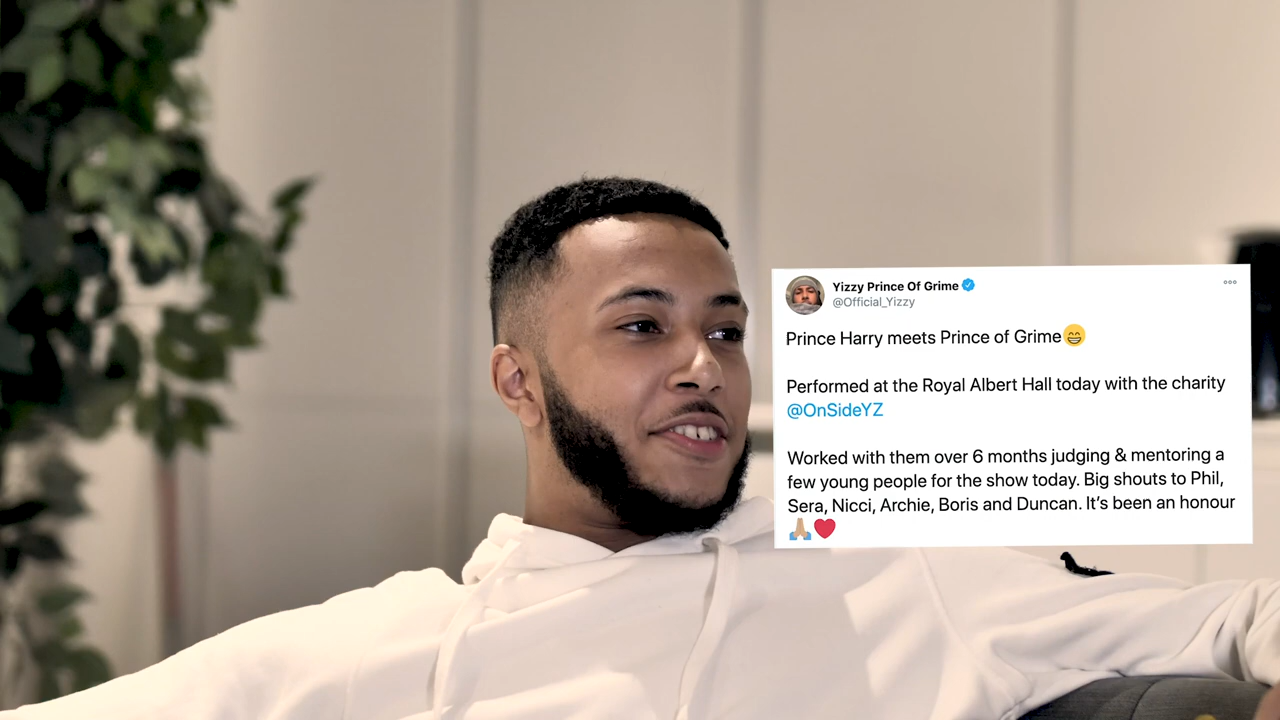 Yizzy Prince Of Grime
@Official_Yizzy
Prince Harry meets Prince of Grime😁
Performed at the Royal Albert Hall today with the charity
@OnSideYZ
Worked with them over 6 months judging & mentoring a
few young people for the show today. Big shouts to Phil,
Sera, Nicci, Archie, Boris and Duncan. It’s been an honour
🙏🏼❤️